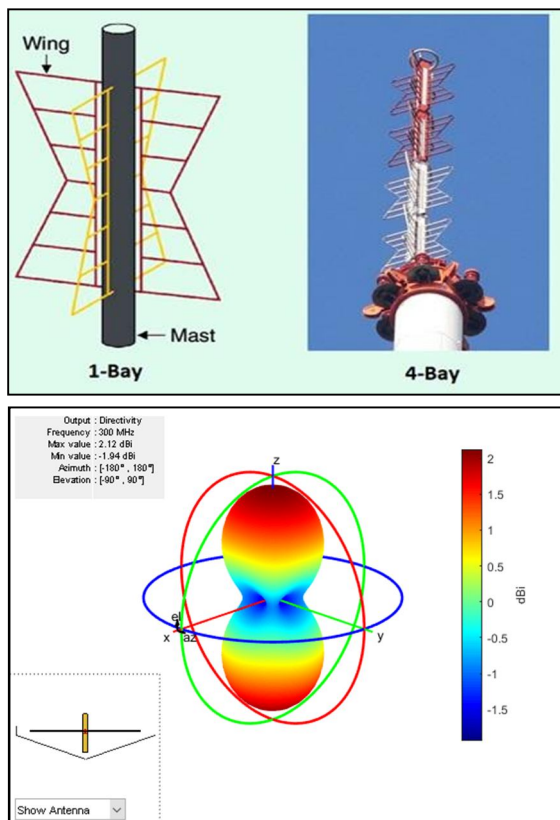 Wing
Mast
1-Bay
4-Bay
Output : Directivity
Frequency : 300 MHz
Max value : 2.12 dBi
Min value : -1.94 dBi
Azimuth : [-180° , 180°]
Elevation : [-90° , 90°]
z
el
x
az
y
2
1.5
1
0.5
0
-0.5
-1
-1.5
dBi
Show Antenna